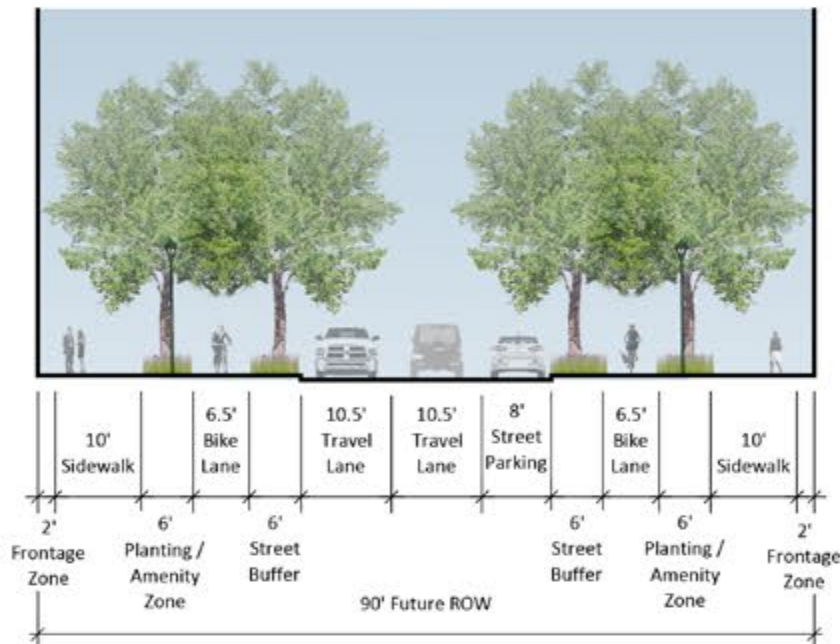 10'
Sidewalk
6.5'
Bike
Lane
10.5'
Travel
Lane
10.5'
Travel
Lane
8'
Street
Parking
6.5'
Bike
Lane
10'
Sidewalk
2'
Frontage
Zone
6'
Planting /
Amenity
Zone
6'
Street
Buffer
6'
Street
Buffer
6'
Planting /
Amenity
Zone
2'
Frontage
Zone
90' Future ROW